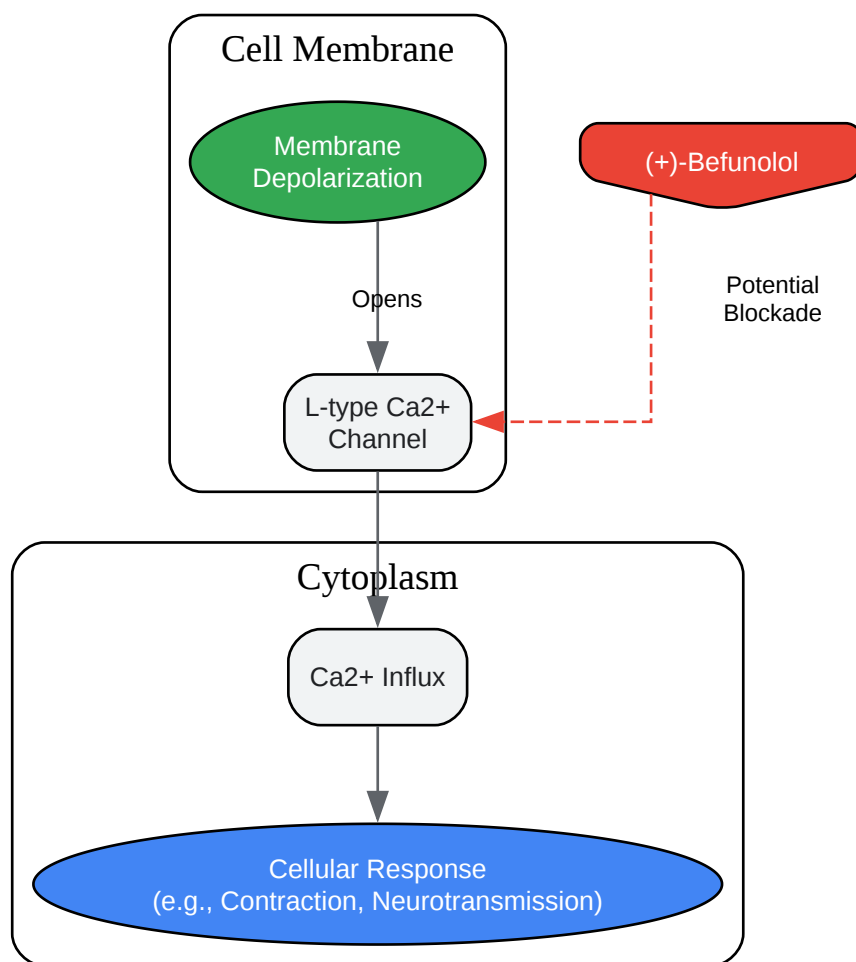 Cell Membrane
Membrane
Depolarization
(+)-Befunolol
Opens
Potential
Blockade
L-type Ca2+
Channel
Cytoplasm
Ca2+ Influx
Cellular Response
(e.g., Contraction, Neurotransmission)